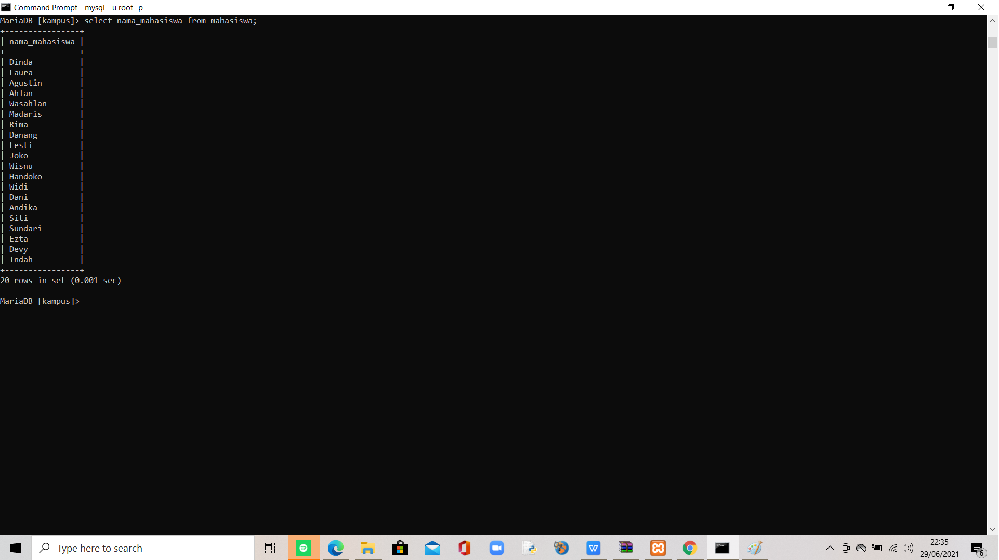 Command Prompt - mysql  -u root -p
MariaDB [kampus]> select nama_mahasiswa from mahasiswa;
+----------------+
| nama_mahasiswa |
+----------------+
| Dinda          |
| Laura          |
| Agustin        |
| Ahlan          |
| Wasahlan       |
| Madaris        |
| Rima           |
| Danang         |
| Lesti          |
| Joko           |
| Wisnu          |
| Handoko        |
| Widi           |
| Dani           |
| Andika         |
| Siti           |
| Sundari        |
| Ezta           |
| Devy           |
| Indah          |
+----------------+
20 rows in set (0.001 sec)
MariaDB [kampus]>
Type here to search
22:35
29/06/2021
6